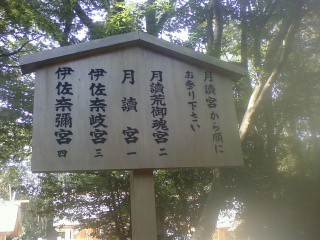 月讀宮から順に
お参り下さい
月讀荒御魂宮 二
月讀宮 一
伊佐奈岐宮 三
伊佐奈彌宮 四